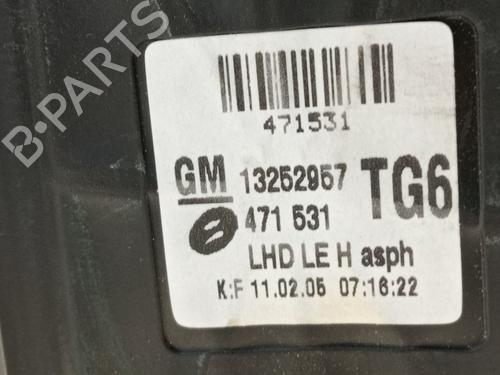 B-PARTS
471531
GM 13252957 TG6
471 531
LHD LE H asph
K:F 11.02.05 07:16:22